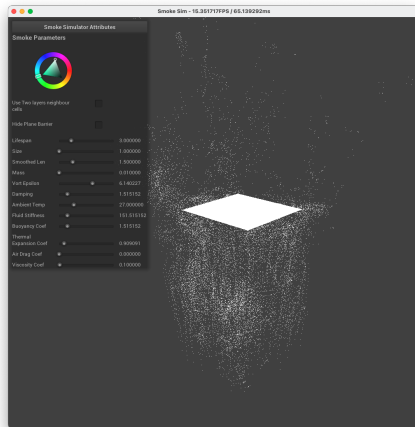 Smoke Sim - 15.351717FPS / 65.139292ms
Smoke Simulator Attributes
Smoke Parameters
Use Two layers neighbour
cells
Hide Plane Barrier
Lifespan 3.000000
Size 1.000000
Smoothed Len 1.500000
Mass 0.010000
Vort Epsilon 6.140227
Damping 1.515152
Ambient Temp 27.000000
Fluid Stiffness 151.515152
Buoyancy Coef 1.515152
Thermal
Expansion Coef 0.909091
Air Drag Coef 0.000000
Viscosity Coef 0.100000